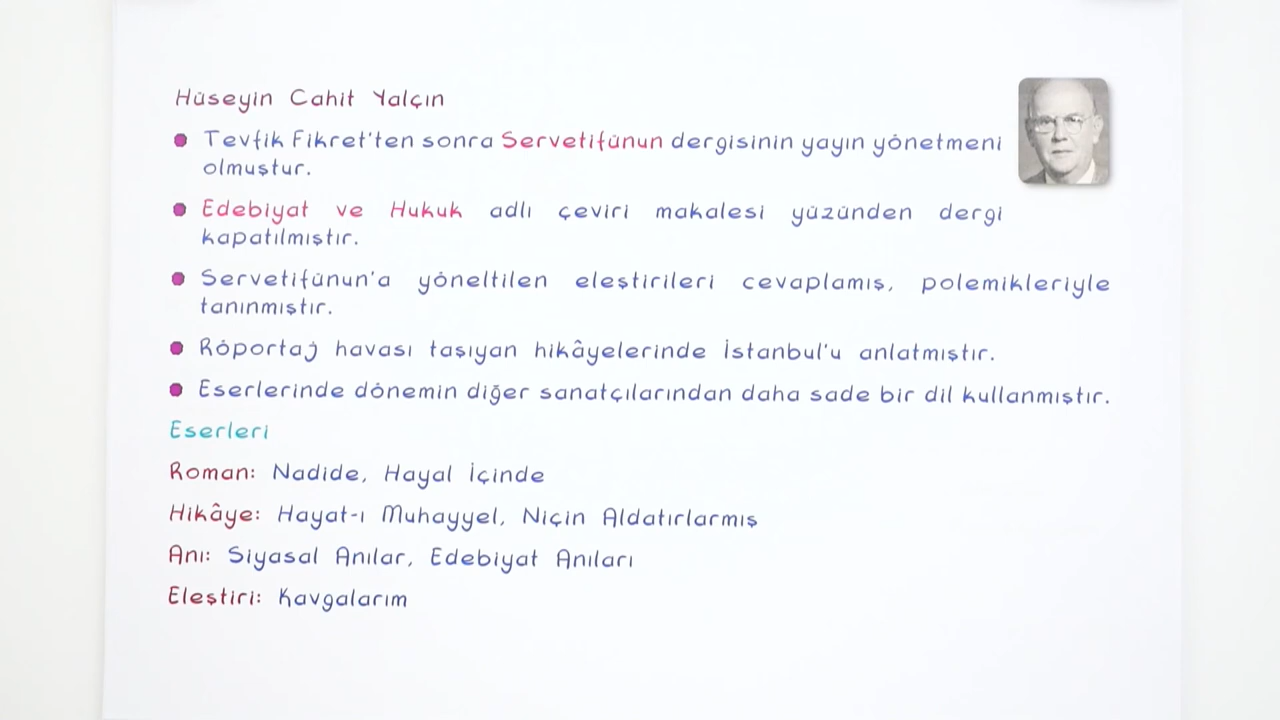 Hüseyin Cahit Yalçın
Tevfik Fikret'ten sonra Servetifünun dergisinin yayın yönetmeni
olmuştur.
Edebiyat ve Hukuk adlı çeviri makalesi yüzünden dergi
kapatılmıştır.
Servetifünun'a yöneltilen eleştirileri cevaplamış, polemikleriyle
tanınmıştır.
Röportaj havası taşıyan hikâyelerinde İstanbul'u anlatmıştır.
Eserlerinde dönemin diğer sanatçılarından daha sade bir dil kullanmıştır.
Eserleri
Roman: Nadide, Hayal İçinde
Hikâye: Hayat-ı Muhayyel, Niçin Aldatırlarmış
Anı: Siyasal Anılar, Edebiyat Anıları
Eleştiri: Kavgalarım